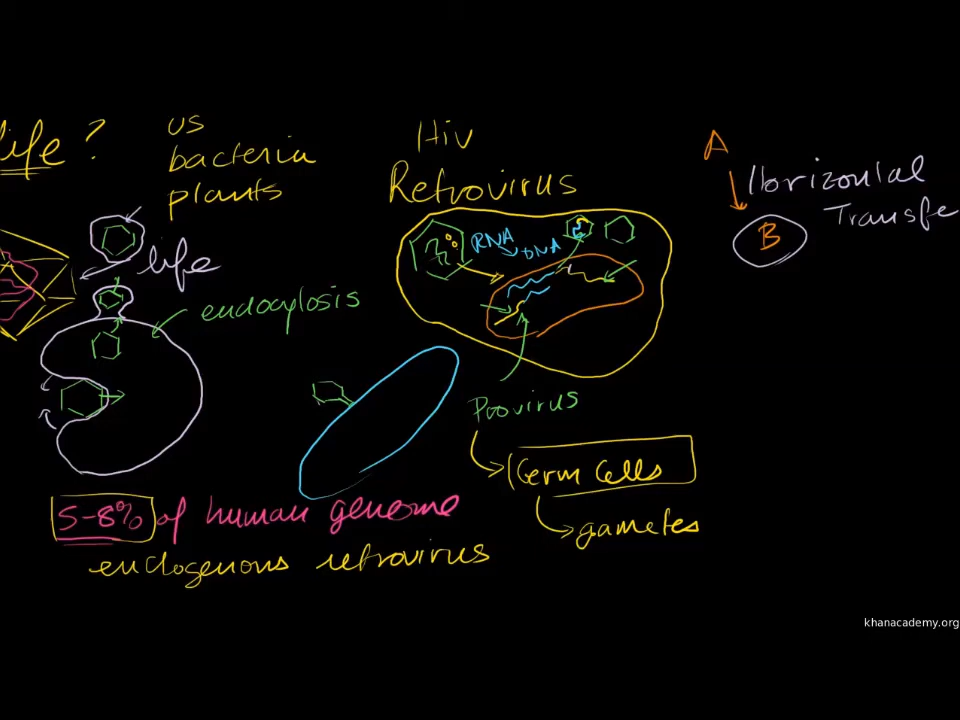 life?
us
bacteria
plants
life
endocylosis
Hiv
Retrovirus
RNA
DNA
Provirus
Germ Cells
gametes
5-8% of human genome
endogenous retrovirus
A
B
Horizontal
Transfe
khanacademy.org